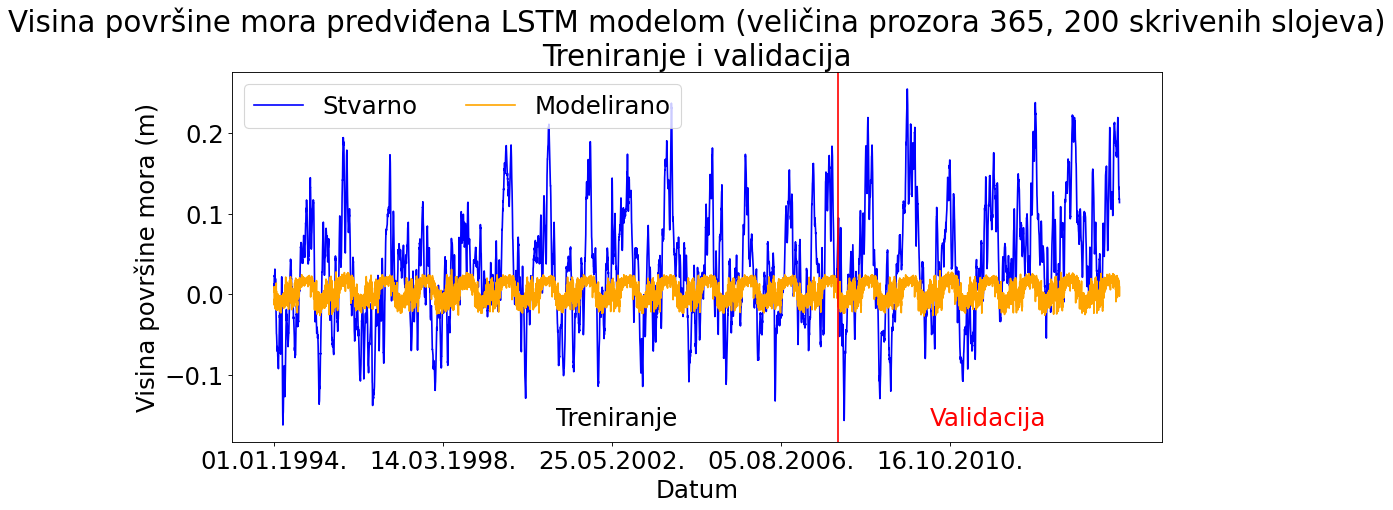 Visina površine mora predviđena LSTM modelom (veličina prozora 365, 200 skrivenih slojeva)
Treniranje i validacija
Stvarno
Modelirano
Visina površine mora (m)
0.2
0.1
0.0
−0.1
Treniranje
Validacija
01.01.1994.
14.03.1998.
25.05.2002.
05.08.2006.
16.10.2010.
Datum